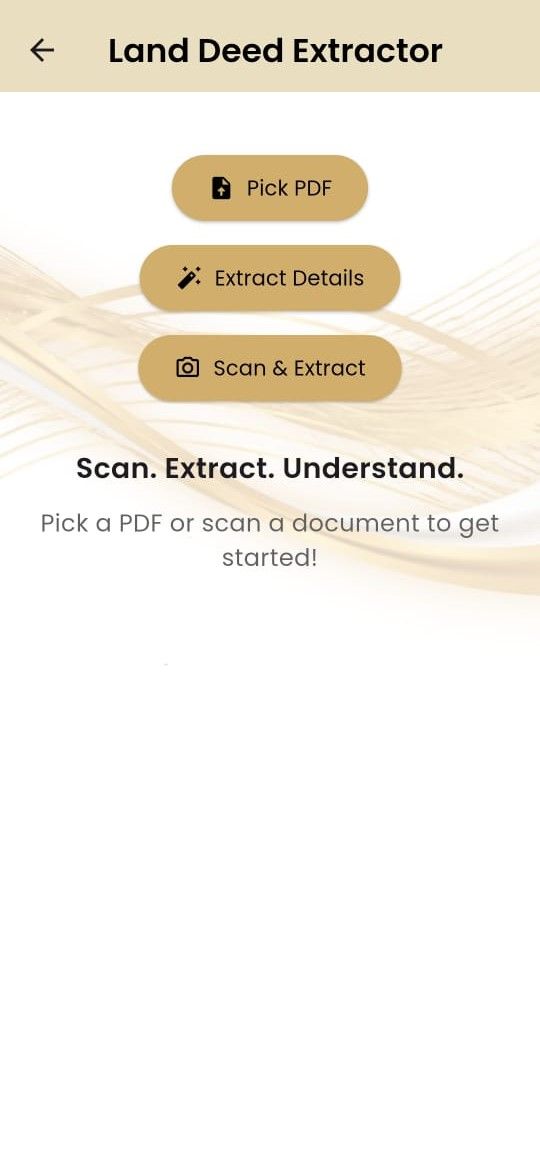 Land Deed Extractor
Pick PDF
Extract Details
Scan & Extract
Scan. Extract. Understand.
Pick a PDF or scan a document to get
started!